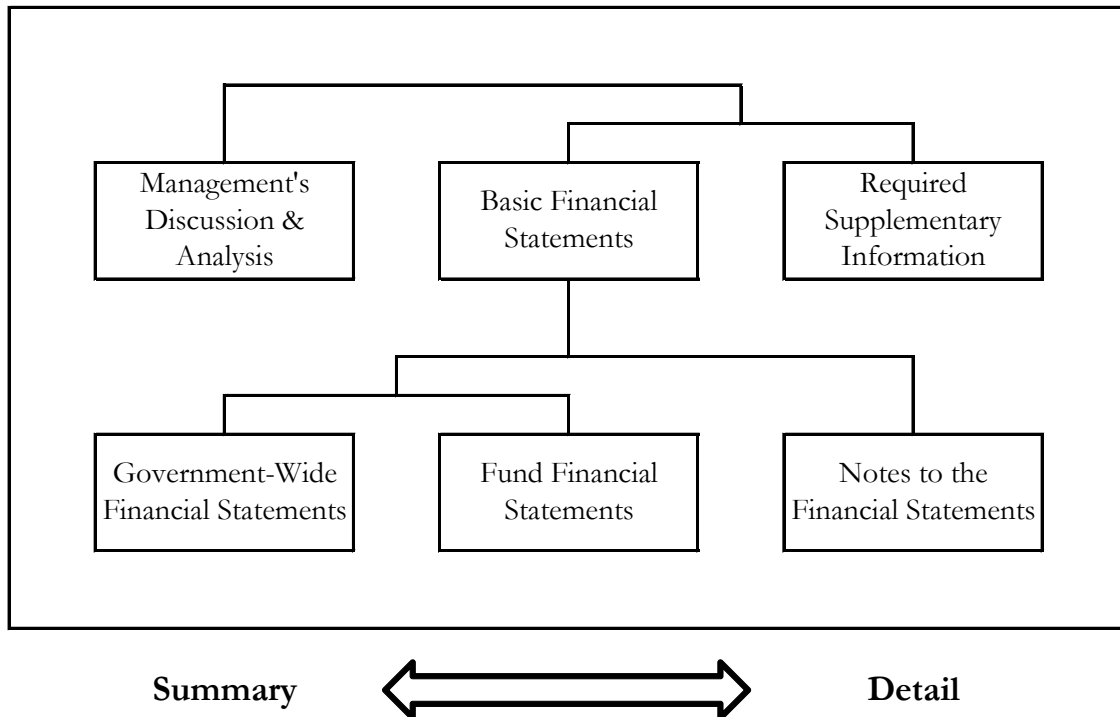 Management's
Discussion &
Analysis
Basic Financial
Statements
Required
Supplementary
Information
Government-Wide
Financial Statements
Fund Financial
Statements
Notes to the
Financial Statements
Summary
Detail